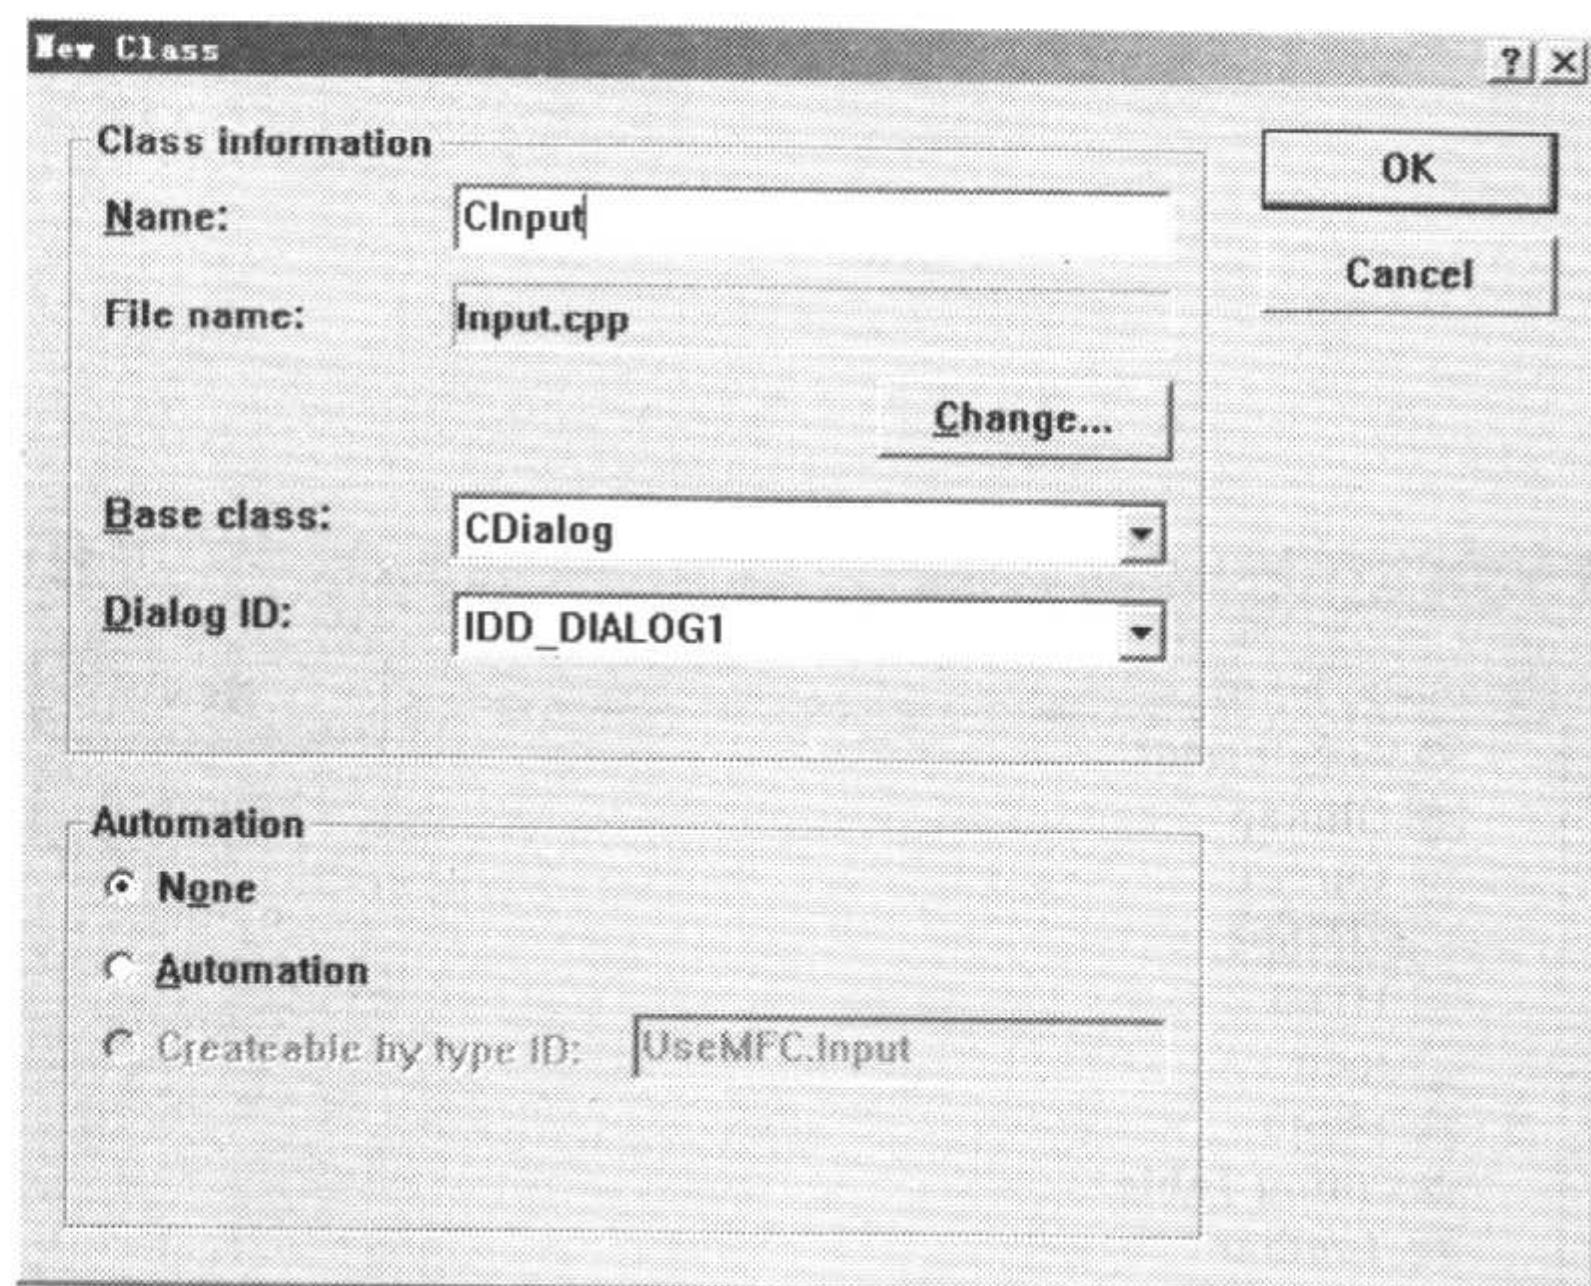 New Class
Class information
Name: CInput
File name: Input.cpp
Change...
Base class: CDialog
Dialog ID: IDD_DIALOG1
OK
Cancel
Automation
None
Automation
Createable by type ID: UseMFC.Input